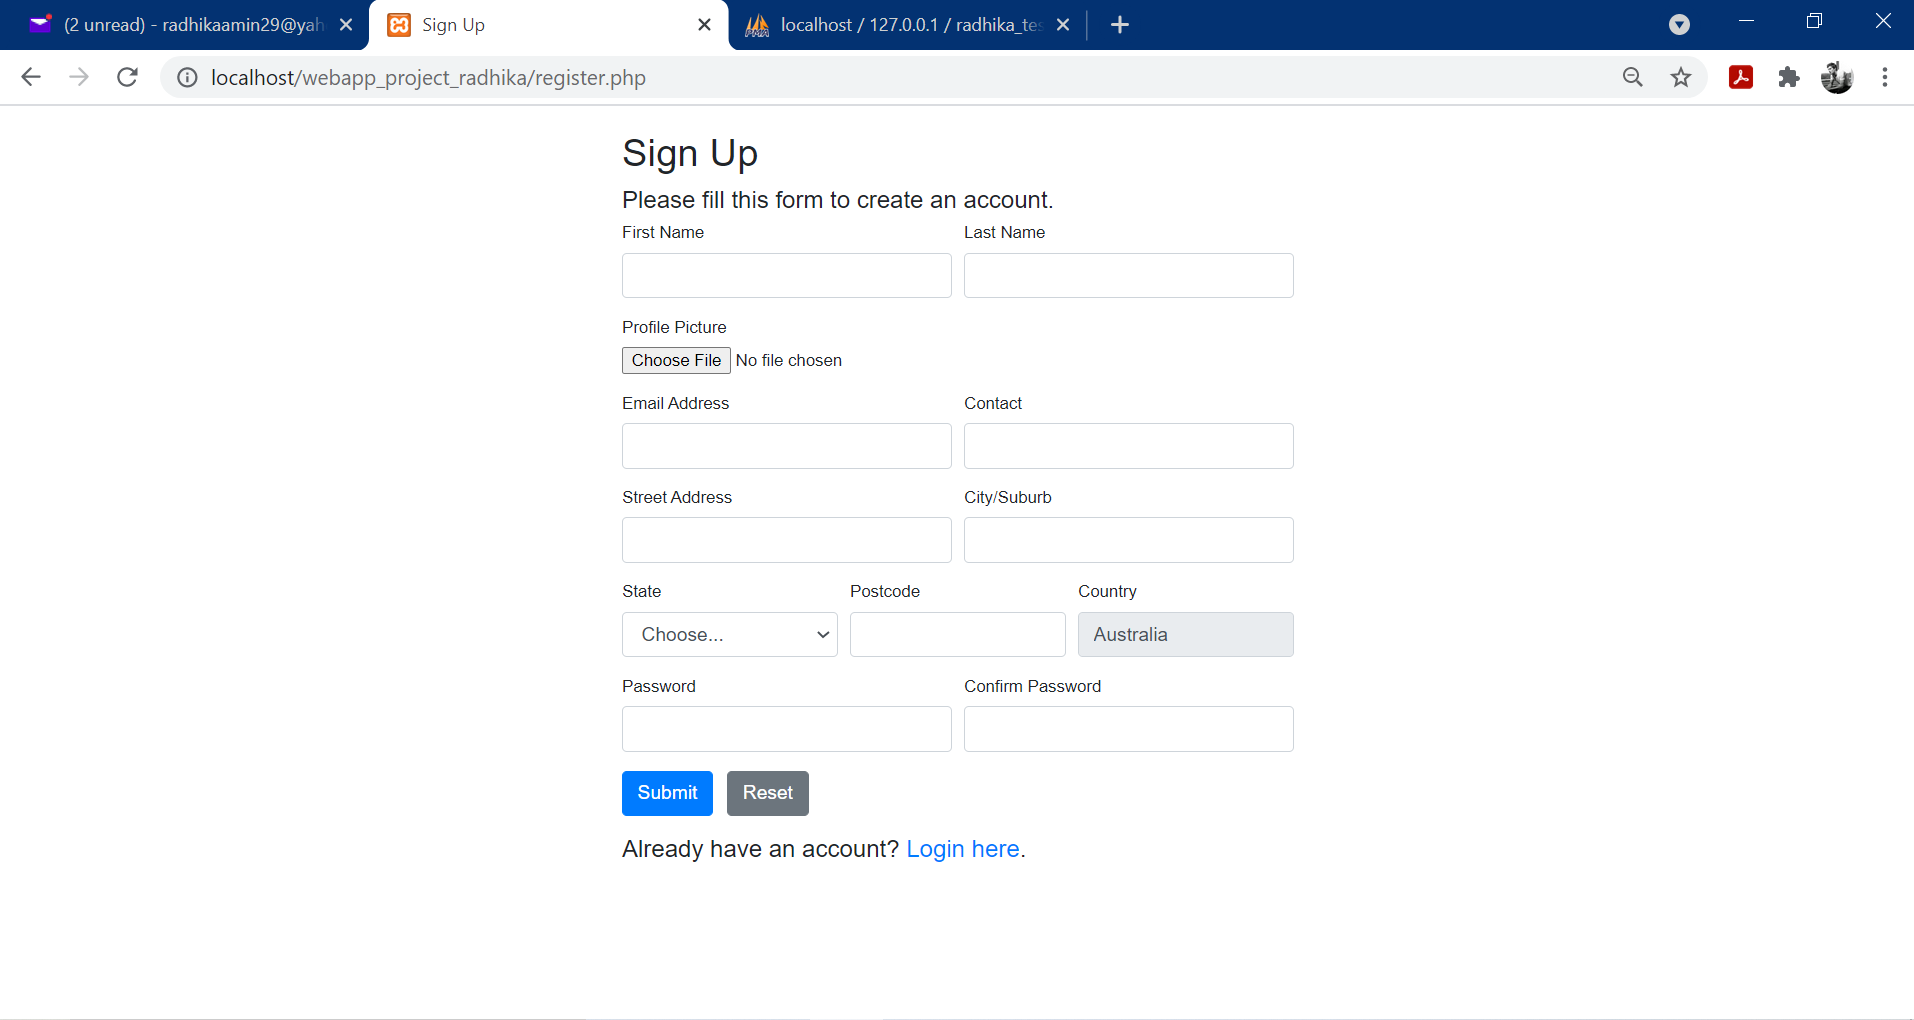 (2 unread) - radhikaamin29@yah
Sign Up
localhost / 127.0.0.1 / radhika_tes
localhost/webapp_project_radhika/register.php
Sign Up
Please fill this form to create an account.
First Name Last Name
Profile Picture
Choose File No file chosen
Email Address Contact
Street Address City/Suburb
State Postcode Country
Choose... Australia
Password Confirm Password
Submit Reset
Already have an account? Login here.